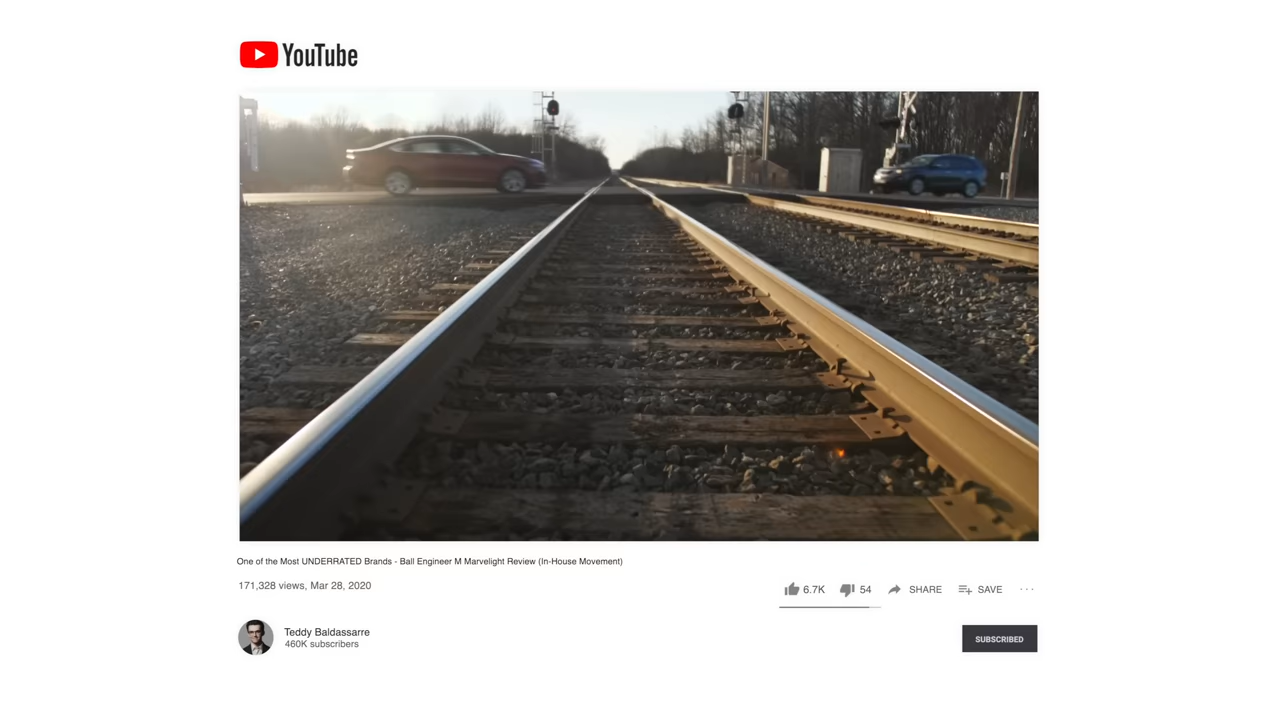 YouTube
One of the Most UNDERRATED Brands - Ball Engineer M Marvelight Review (In-House Movement)
171,328 views, Mar 28, 2020
6.7K 54 SHARE SAVE
Teddy Baldassarre
460K subscribers
SUBSCRIBED